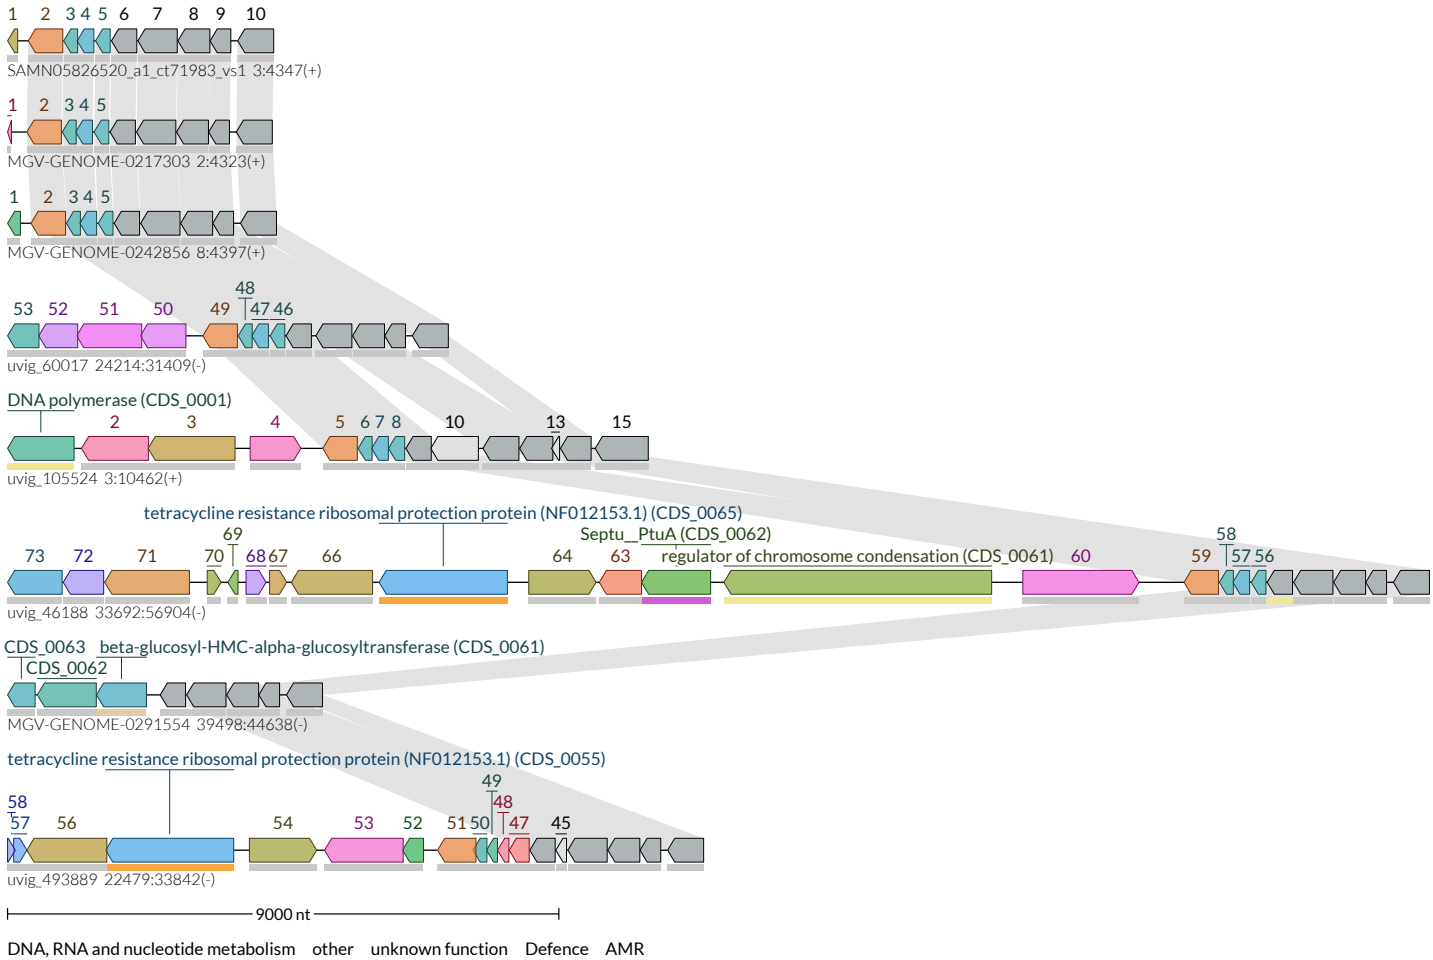 1 2 3 4 5 6 7 8 9 10
SAMN05826520_a1_ct71983_vs1 3:4347(+)
1 2 3 4 5
MGV-GENOME-0217303 2:4323(+)
1 2 3 4 5
MGV-GENOME-0242856 8:4397(+)
48
53 52 51 50 49 47 46
uvig_60017 24214:31409(-)
DNA polymerase (CDS_0001)
2 3 4 5 6 7 8 10 13 15
uvig_105524 3:10462(+)
tetracycline resistance ribosomal protection protein (NF012153.1) (CDS_0065)
69 Septu__PtuA (CDS_0062) 58
73 72 71 70 68 67 66 64 63 regulator of chromosome condensation (CDS_0061) 60 59 57 56
uvig_46188 33692:56904(-)
CDS_0063 beta-glucosyl-HMC-alpha-glucosyltransferase (CDS_0061)
CDS_0062
MGV-GENOME-0291554 39498:44638(-)
tetracycline resistance ribosomal protection protein (NF012153.1) (CDS_0055)
49
58 48
57 56 54 53 52 51 50 47 45
uvig_493889 22479:33842(-)
9000 nt
DNA, RNA and nucleotide metabolism other unknown function Defence AMR